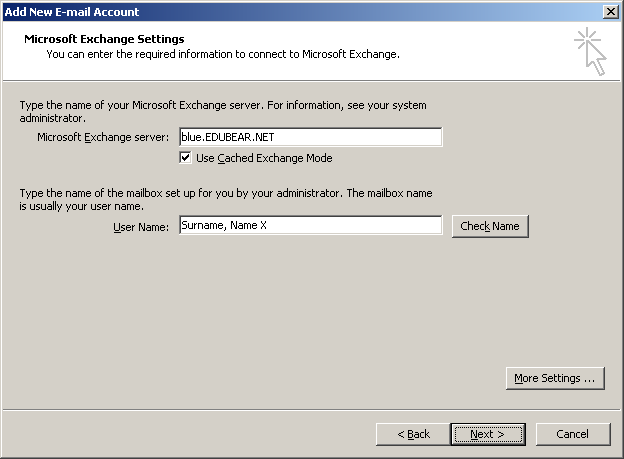 Add New E-mail Account
Microsoft Exchange Settings
You can enter the required information to connect to Microsoft Exchange.
Type the name of your Microsoft Exchange server. For information, see your system
administrator.
Microsoft Exchange server: blue.EDUBEAR.NET
Use Cached Exchange Mode
Type the name of the mailbox set up for you by your administrator. The mailbox name
is usually your user name.
User Name: Surname, Name X Check Name
More Settings ...
< Back Next > Cancel